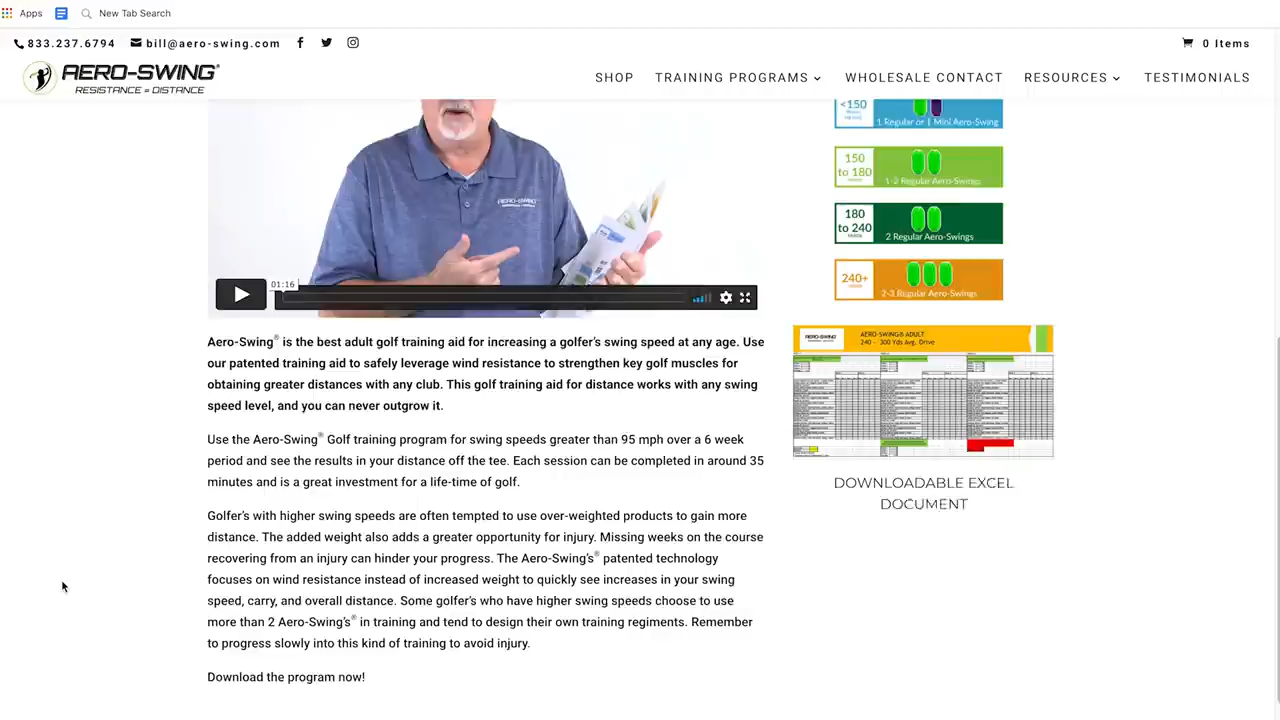 Apps
New Tab Search
833.237.6794
bill@aero-swing.com
0 Items
AERO-SWING®
RESISTANCE = DISTANCE
SHOP
TRAINING PROGRAMS
WHOLESALE CONTACT
RESOURCES
TESTIMONIALS
<150
1 Regular or 1 Mini Aero-Swing
150
to 180
1-2 Regular Aero-Swings
180
to 240
2 Regular Aero-Swings
240+
2-3 Regular Aero-Swings
AERO-SWING
01:16
Aero-Swing® is the best adult golf training aid for increasing a golfer's swing speed at any age. Use
our patented training aid to safely leverage wind resistance to strengthen key golf muscles for
obtaining greater distances with any club. This golf training aid for distance works with any swing
speed level, and you can never outgrow it.
Use the Aero-Swing® Golf training program for swing speeds greater than 95 mph over a 6 week
period and see the results in your distance off the tee. Each session can be completed in around 35
minutes and is a great investment for a life-time of golf.
Golfer's with higher swing speeds are often tempted to use over-weighted products to gain more
distance. The added weight also adds a greater opportunity for injury. Missing weeks on the course
recovering from an injury can hinder your progress. The Aero-Swing's® patented technology
focuses on wind resistance instead of increased weight to quickly see increases in your swing
speed, carry, and overall distance. Some golfer's who have higher swing speeds choose to use
more than 2 Aero-Swing's® in training and tend to design their own training regiments. Remember
to progress slowly into this kind of training to avoid injury.
Download the program now!
AERO-SWING
AERO-SWING® ADULT
240 - 300 Yds Avg. Drive
DOWNLOADABLE EXCEL
DOCUMENT